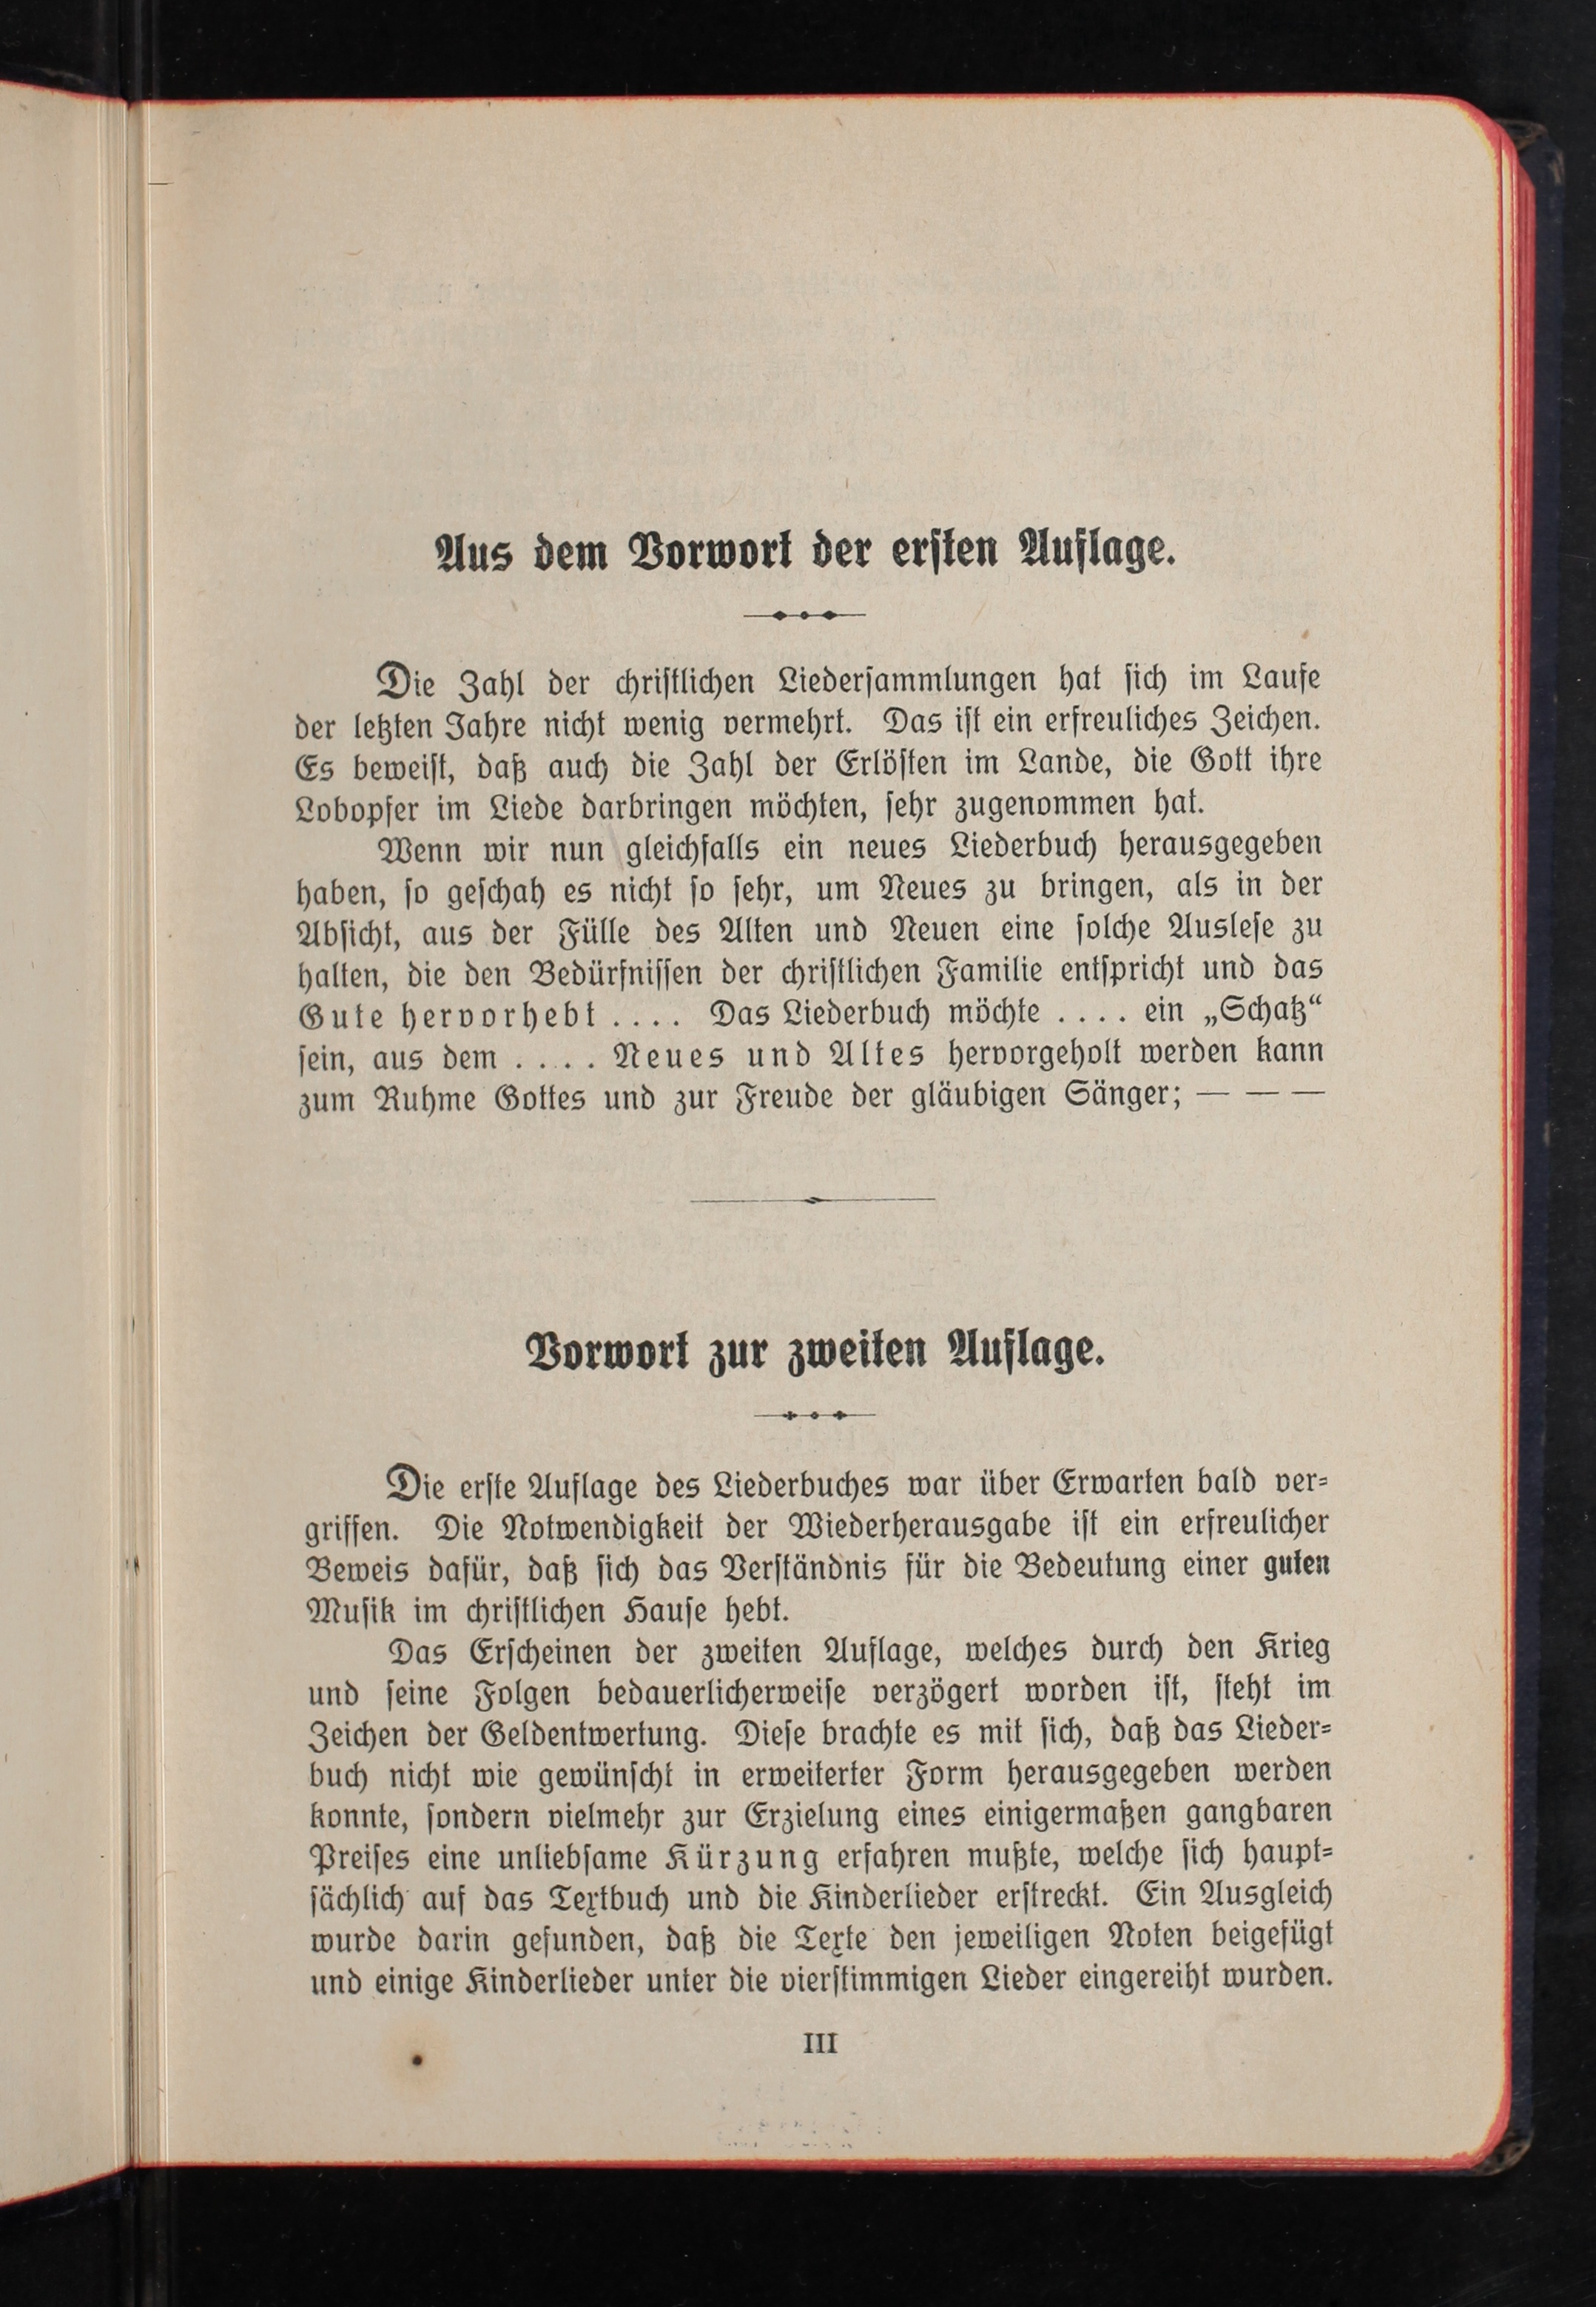 Aus dem Vorwort der ersten Auflage.
Die Zahl der christlichen Liedersammlungen hat sich im Laufe
der letzten Jahre nicht wenig vermehrt. Das ist ein erfreuliches Zeichen.
Es beweist, daß auch die Zahl der Erlösten im Lande, die Gott ihre
Lobopfer im Liede darbringen möchten, sehr zugenommen hat.
Wenn wir nun gleichfalls ein neues Liederbuch herausgegeben
haben, so geschah es nicht so sehr, um Neues zu bringen, als in der
Absicht, aus der Fülle des Alten und Neuen eine solche Auslese zu
halten, die den Bedürfnissen der christlichen Familie entspricht und das
Gute hervorhebt .... Das Liederbuch möchte .... ein „Schatz“
sein, aus dem .... Neues und Altes hervorgeholt werden kann
zum Ruhme Gottes und zur Freude der gläubigen Sänger; — — —
Vorwort zur zweiten Auflage.
Die erste Auflage des Liederbuches war über Erwarten bald ver-
griffen. Die Notwendigkeit der Wiederherausgabe ist ein erfreulicher
Beweis dafür, daß sich das Verständnis für die Bedeutung einer guten
Musik im christlichen Hause hebt.
Das Erscheinen der zweiten Auflage, welches durch den Krieg
und seine Folgen bedauerlicherweise verzögert worden ist, steht im
Zeichen der Geldentwertung. Diese brachte es mit sich, daß das Lieder-
buch nicht wie gewünscht in erweiterter Form herausgegeben werden
konnte, sondern vielmehr zur Erzielung eines einigermaßen gangbaren
Preises eine unliebsame Kürzung erfahren mußte, welche sich haupt-
sächlich auf das Textbuch und die Kinderlieder erstreckt. Ein Ausgleich
wurde darin gefunden, daß die Texte den jeweiligen Noten beigefügt
und einige Kinderlieder unter die vierstimmigen Lieder eingereiht wurden.
III